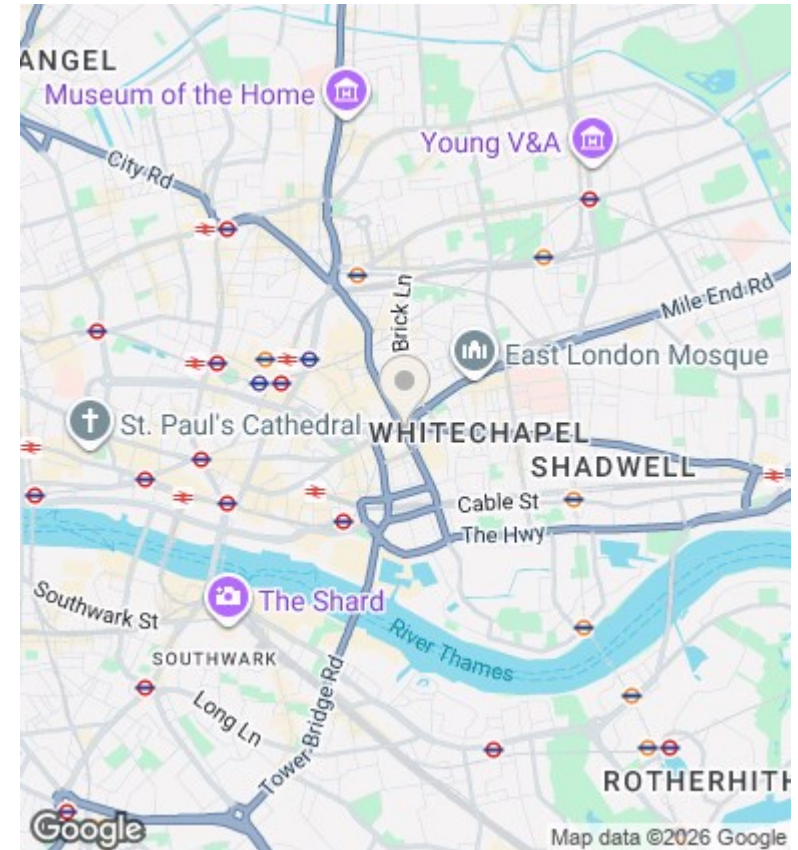 ANGEL
Museum of the Home
Young V&A
City Rd
Brick Ln
Mile End Rd
East London Mosque
St. Paul's Cathedral
WHITECHAPEL
SHADWELL
Cable St
The Hwy
Southwark St
The Shard
River Thames
SOUTHWARK
Long Ln
Tower Bridge Rd
ROTHERHITH
Google
Map data ©2026 Google